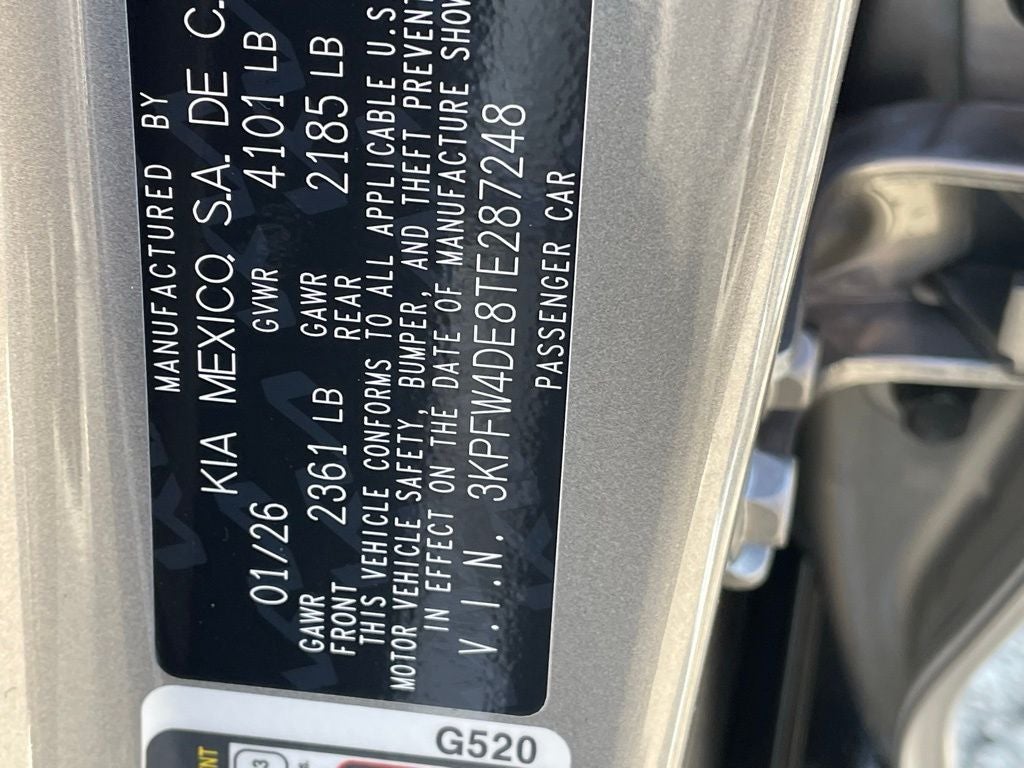 MANUFACTURED BY
KIA MEXICO, S.A. DE C.
01/26 GVWR 4101 LB
GAWR FRONT 2361 LB GAWR REAR 2185 LB
THIS VEHICLE CONFORMS TO ALL APPLICABLE U.S
MOTOR VEHICLE SAFETY, BUMPER, AND THEFT PREVENT
IN EFFECT ON THE DATE OF MANUFACTURE SHOW
V.I.N. 3KPFW4DE8TE287248
PASSENGER CAR
G520